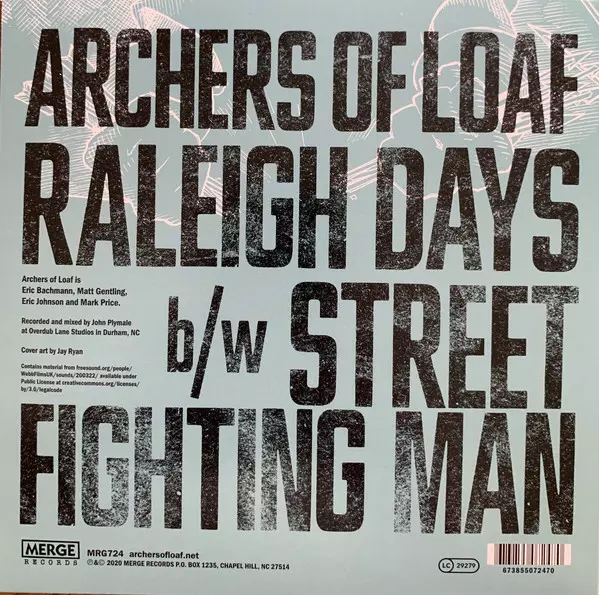 ARCHERS OF LOAF
RALEIGH DAYS
Archers of Loaf is
Eric Bachmann, Matt Gentling,
Eric Johnson and Mark Price.
Recorded and mixed by John Plymale
at Overdub Lane Studios in Durham, NC
Cover art by Jay Ryan
Contains material from freesound.org/people/
WebbFilmsUK/sounds/200322/ available under
Public License at creativecommons.org/licenses/
by/3.0/legalcode
b/w STREET
FIGHTING MAN
MERGE
RECORDS
MRG724 archersofloaf.net
℗&© 2020 MERGE RECORDS P.O. BOX 1235, CHAPEL HILL, NC 27514
LC 29279
673855072470